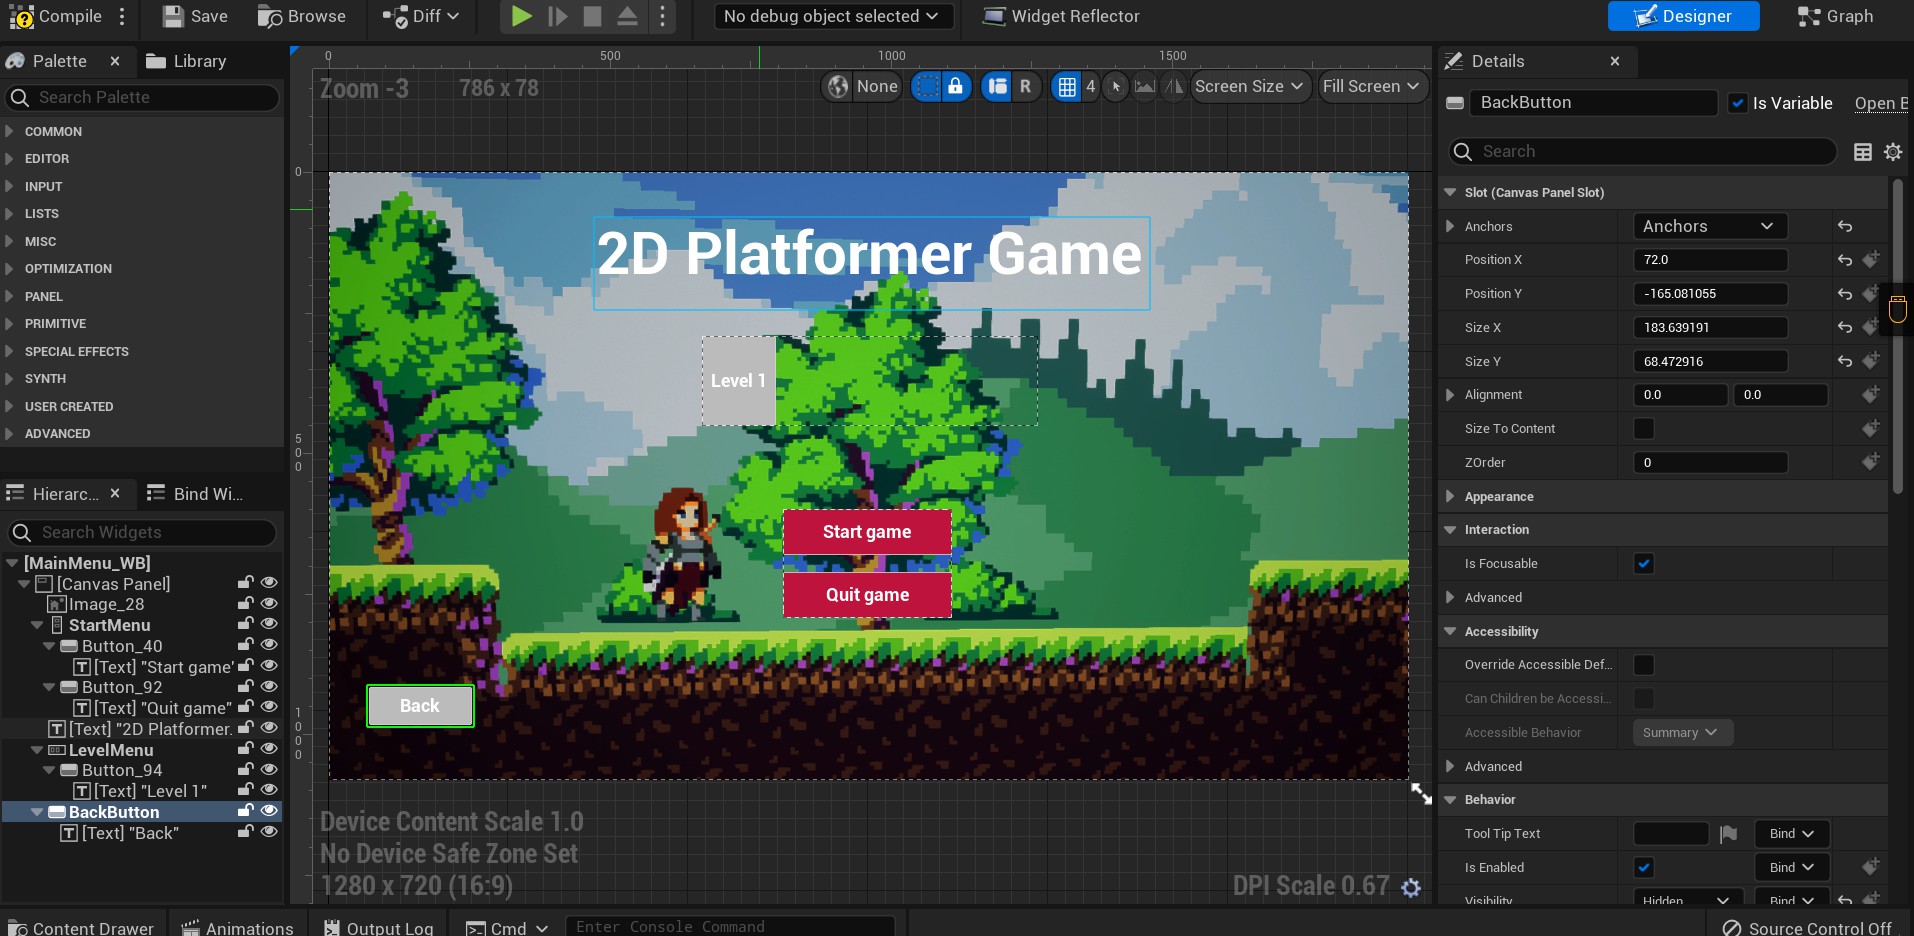 Compile
Save
Browse
Diff
No debug object selected
Widget Reflector
Designer
Graph
Palette
Library
Search Palette
COMMON
EDITOR
INPUT
LISTS
MISC
OPTIMIZATION
PANEL
PRIMITIVE
SPECIAL EFFECTS
SYNTH
USER CREATED
ADVANCED
Hierarc...
Bind Wi...
Search Widgets
[MainMenu_WB]
[Canvas Panel]
Image_28
StartMenu
Button_40
[Text] "Start game'
Button_92
[Text] "Quit game"
[Text] "2D Platformer.
LevelMenu
Button_94
[Text] "Level 1"
BackButton
[Text] "Back"
0 500 1000 1500
Zoom -3 786 x 78
None
R
4
Screen Size
Fill Screen
0
500
1000
2D Platformer Game
Level 1
Start game
Quit game
Back
Device Content Scale 1.0
No Device Safe Zone Set
1280 x 720 (16:9)
DPI Scale 0.67
Details
BackButton
Is Variable
Open B
Search
Slot (Canvas Panel Slot)
Anchors Anchors
Position X 72.0
Position Y -165.081055
Size X 183.639191
Size Y 68.472916
Alignment 0.0 0.0
Size To Content
ZOrder 0
Appearance
Interaction
Is Focusable
Advanced
Accessibility
Override Accessible Def...
Can Children be Accessi...
Accessible Behavior Summary
Advanced
Behavior
Tool Tip Text Bind
Is Enabled Bind
Visibility Hidden Bind
Content Drawer
Animations
Output Log
Cmd
Enter Console Command
Source Control Off